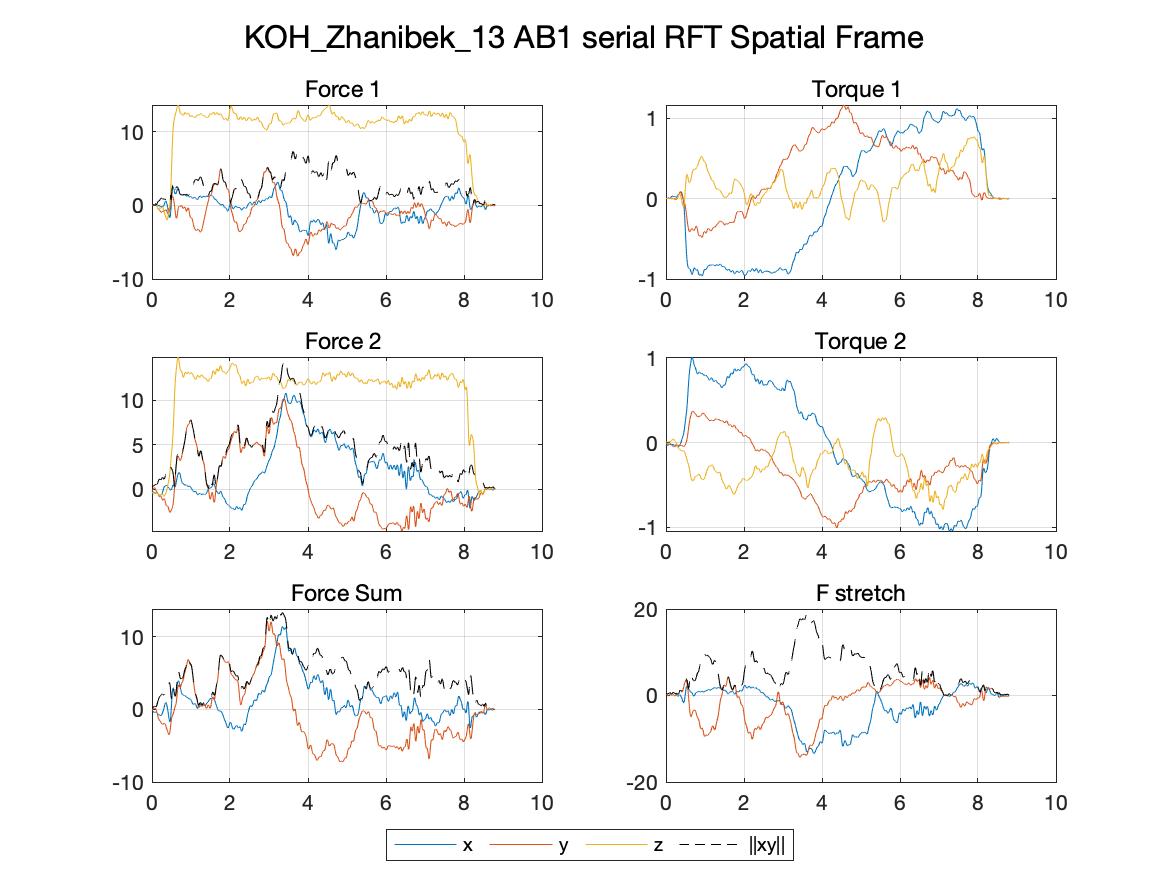 KOH_Zhanibek_13 AB1 serial RFT Spatial Frame
Force 1
10
0
-10
0 2 4 6 8 10
Torque 1
1
0
-1
0 2 4 6 8 10
Force 2
10
5
0
0 2 4 6 8 10
Torque 2
1
0
-1
0 2 4 6 8 10
Force Sum
10
0
-10
0 2 4 6 8 10
F stretch
20
0
-20
0 2 4 6 8 10
x y z ||xy||